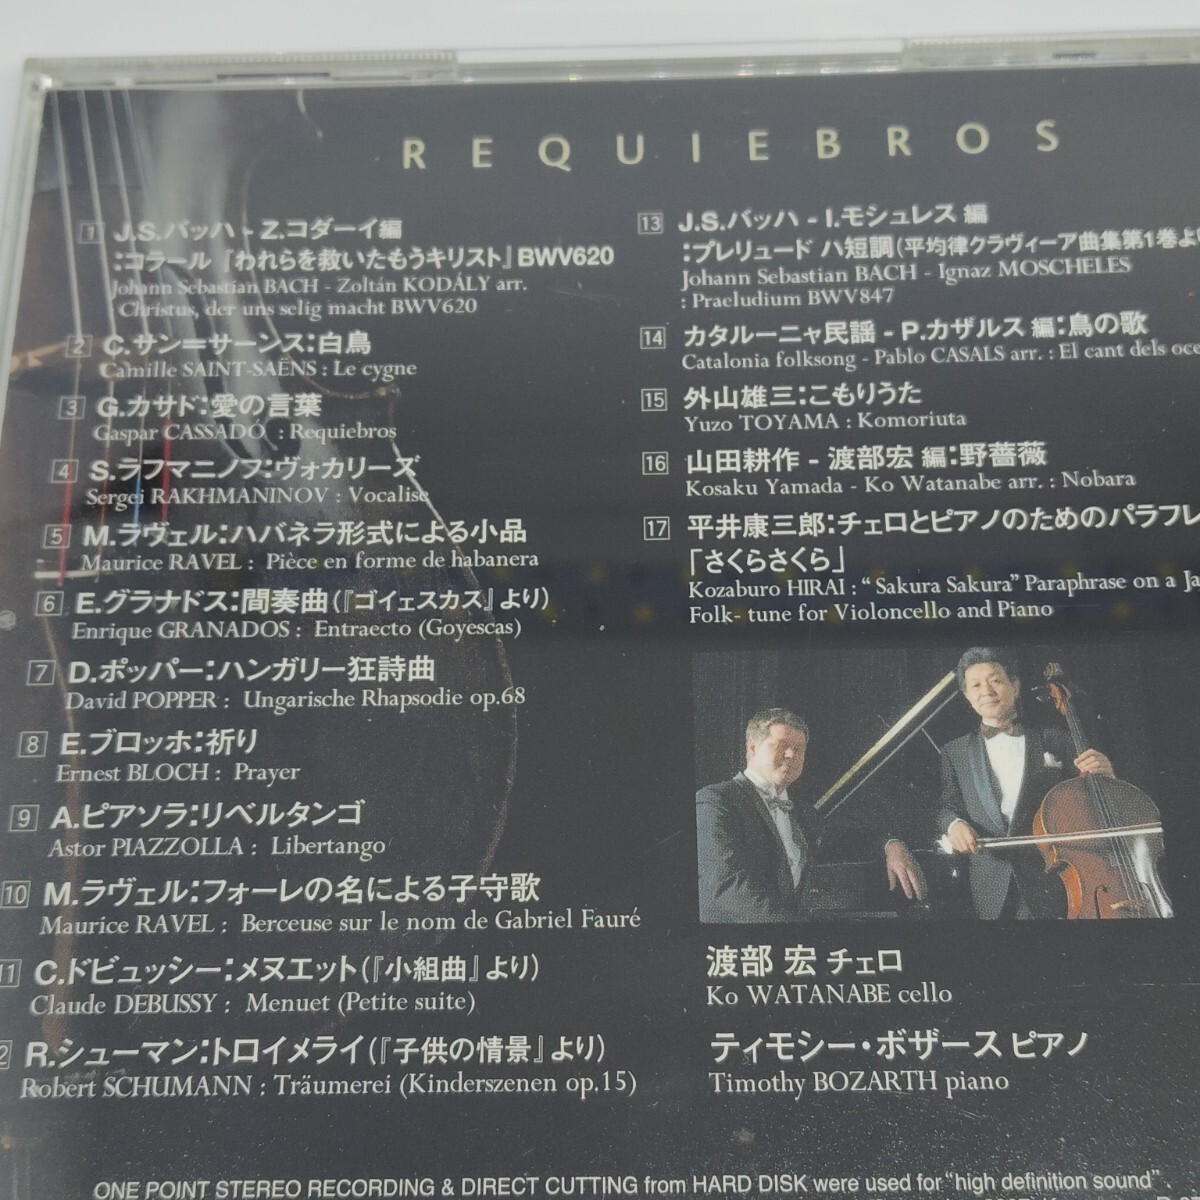 REQUIEBROS
1 J.S.バッハ - Z.コダーイ編
:コラール『われらを救いたもうキリスト』BWV620
Johann Sebastian BACH - Zoltán KODÁLY arr.
Christus, der uns selig macht BWV620
2 C.サン=サーンス:白鳥
Camille SAINT-SAËNS : Le cygne
3 G.カサド:愛の言葉
Gaspar CASSADÓ : Requiebros
4 S.ラフマニノフ:ヴォカリーズ
Sergei RAKHMANINOV : Vocalise
5 M.ラヴェル:ハバネラ形式による小品
Maurice RAVEL : Pièce en forme de habanera
6 E.グラナドス:間奏曲(『ゴイェスカス』より)
Enrique GRANADOS : Entraecto (Goyescas)
7 D.ポッパー:ハンガリー狂詩曲
David POPPER : Ungarische Rhapsodie op.68
8 E.ブロッホ:祈り
Ernest BLOCH : Prayer
9 A.ピアソラ:リベルタンゴ
Astor PIAZZOLLA : Libertango
10 M.ラヴェル:フォーレの名による子守歌
Maurice RAVEL : Berceuse sur le nom de Gabriel Fauré
11 C.ドビュッシー:メヌエット(『小組曲』より)
Claude DEBUSSY : Menuet (Petite suite)
2 R.シューマン:トロイメライ(『子供の情景』より)
Robert SCHUMANN : Träumerei (Kinderszenen op.15)
13 J.S.バッハ - I.モシュレス 編
:プレリュード ハ短調(平均律クラヴィーア曲集第1巻よ
Johann Sebastian BACH - Ignaz MOSCHELES
: Praeludium BWV847
14 カタルーニャ民謡 - P.カザルス 編:鳥の歌
Catalonia folksong - Pablo CASALS arr. : El cant dels oce
15 外山雄三:こもりうた
Yuzo TOYAMA : Komoriuta
16 山田耕作 - 渡部宏 編:野薔薇
Kosaku Yamada - Ko Watanabe arr. : Nobara
17 平井康三郎:チェロとピアノのためのパラフレ
「さくらさくら」
Kozaburo HIRAI : “Sakura Sakura” Paraphrase on a Ja
Folk- tune for Violoncello and Piano
渡部 宏 チェロ
Ko WATANABE cello
ティモシー・ボザース ピアノ
Timothy BOZARTH piano
ONE POINT STEREO RECORDING & DIRECT CUTTING from HARD DISK were used for “high definition sound”.